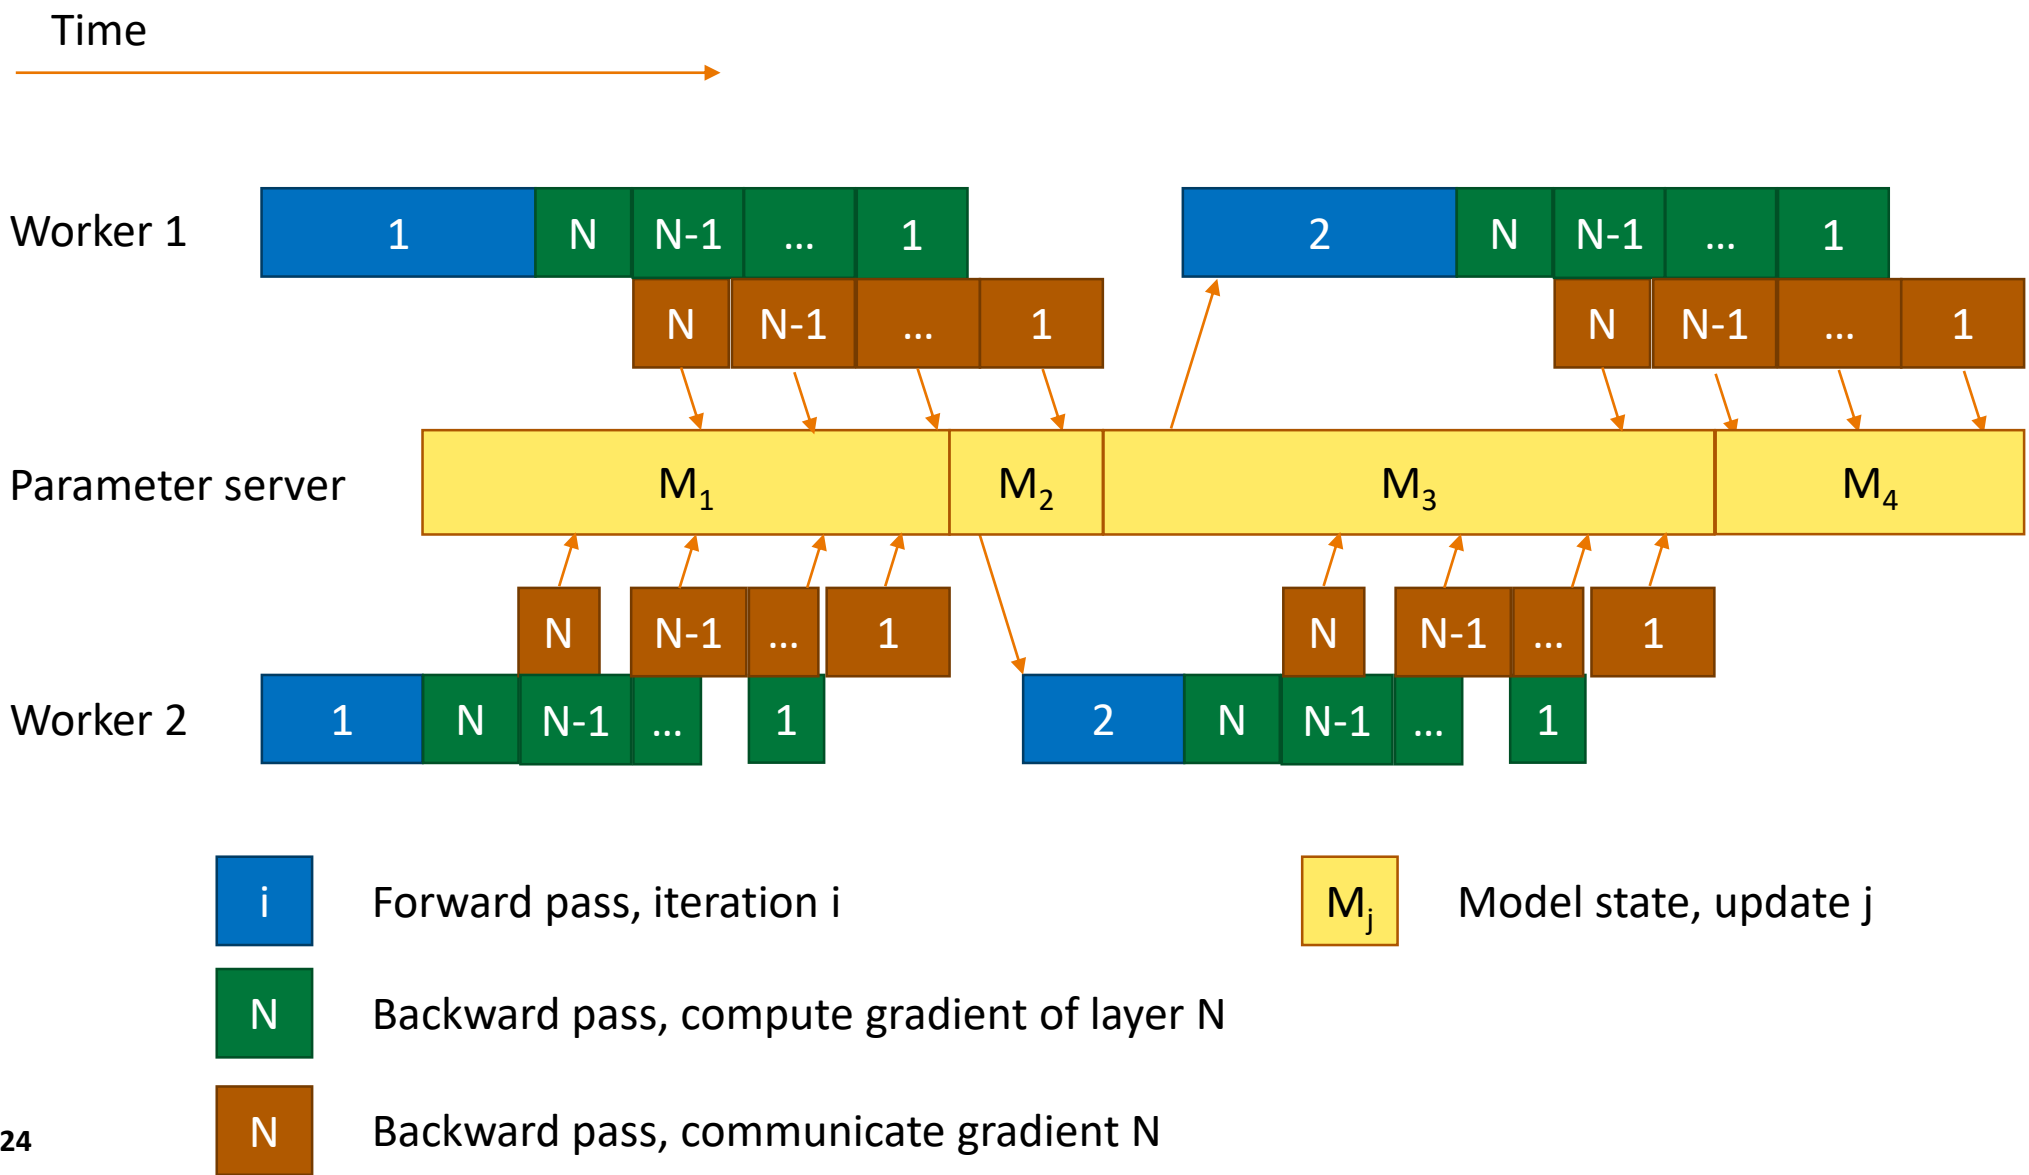 Time
Worker 1 1 N N-1 ... 1 2 N N-1 ... 1
N N-1 ... 1 N N-1 ... 1
Parameter server M1 M2 M3 M4
N N-1 ... 1 N N-1 ... 1
Worker 2 1 N N-1 ... 1 2 N N-1 ... 1
i Forward pass, iteration i Mj Model state, update j
N Backward pass, compute gradient of layer N
24 N Backward pass, communicate gradient N